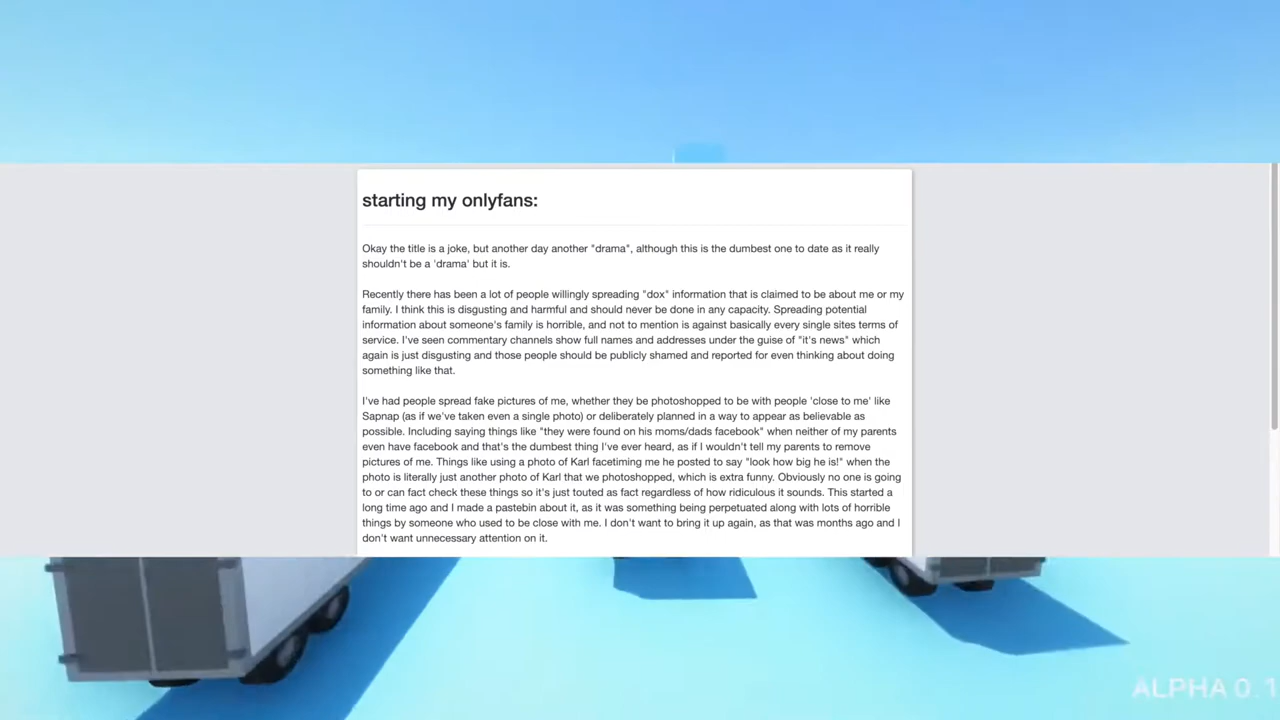 starting my onlyfans:
Okay the title is a joke, but another day another "drama", although this is the dumbest one to date as it really
shouldn't be a 'drama' but it is.
Recently there has been a lot of people willingly spreading "dox" information that is claimed to be about me or my
family. I think this is disgusting and harmful and should never be done in any capacity. Spreading potential
information about someone's family is horrible, and not to mention is against basically every single sites terms of
service. I've seen commentary channels show full names and addresses under the guise of "it's news" which
again is just disgusting and those people should be publicly shamed and reported for even thinking about doing
something like that.
I've had people spread fake pictures of me, whether they be photoshopped to be with people 'close to me' like
Sapnap (as if we've taken even a single photo) or deliberately planned in a way to appear as believable as
possible. Including saying things like "they were found on his moms/dads facebook" when neither of my parents
even have facebook and that's the dumbest thing I've ever heard, as if I wouldn't tell my parents to remove
pictures of me. Things like using a photo of Karl facetiming me he posted to say "look how big he is!" when the
photo is literally just another photo of Karl that we photoshopped, which is extra funny. Obviously no one is going
to or can fact check these things so it's just touted as fact regardless of how ridiculous it sounds. This started a
long time ago and I made a pastebin about it, as it was something being perpetuated along with lots of horrible
things by someone who used to be close with me. I don't want to bring it up again, as that was months ago and I
don't want unnecessary attention on it.
ALPHA 0.1